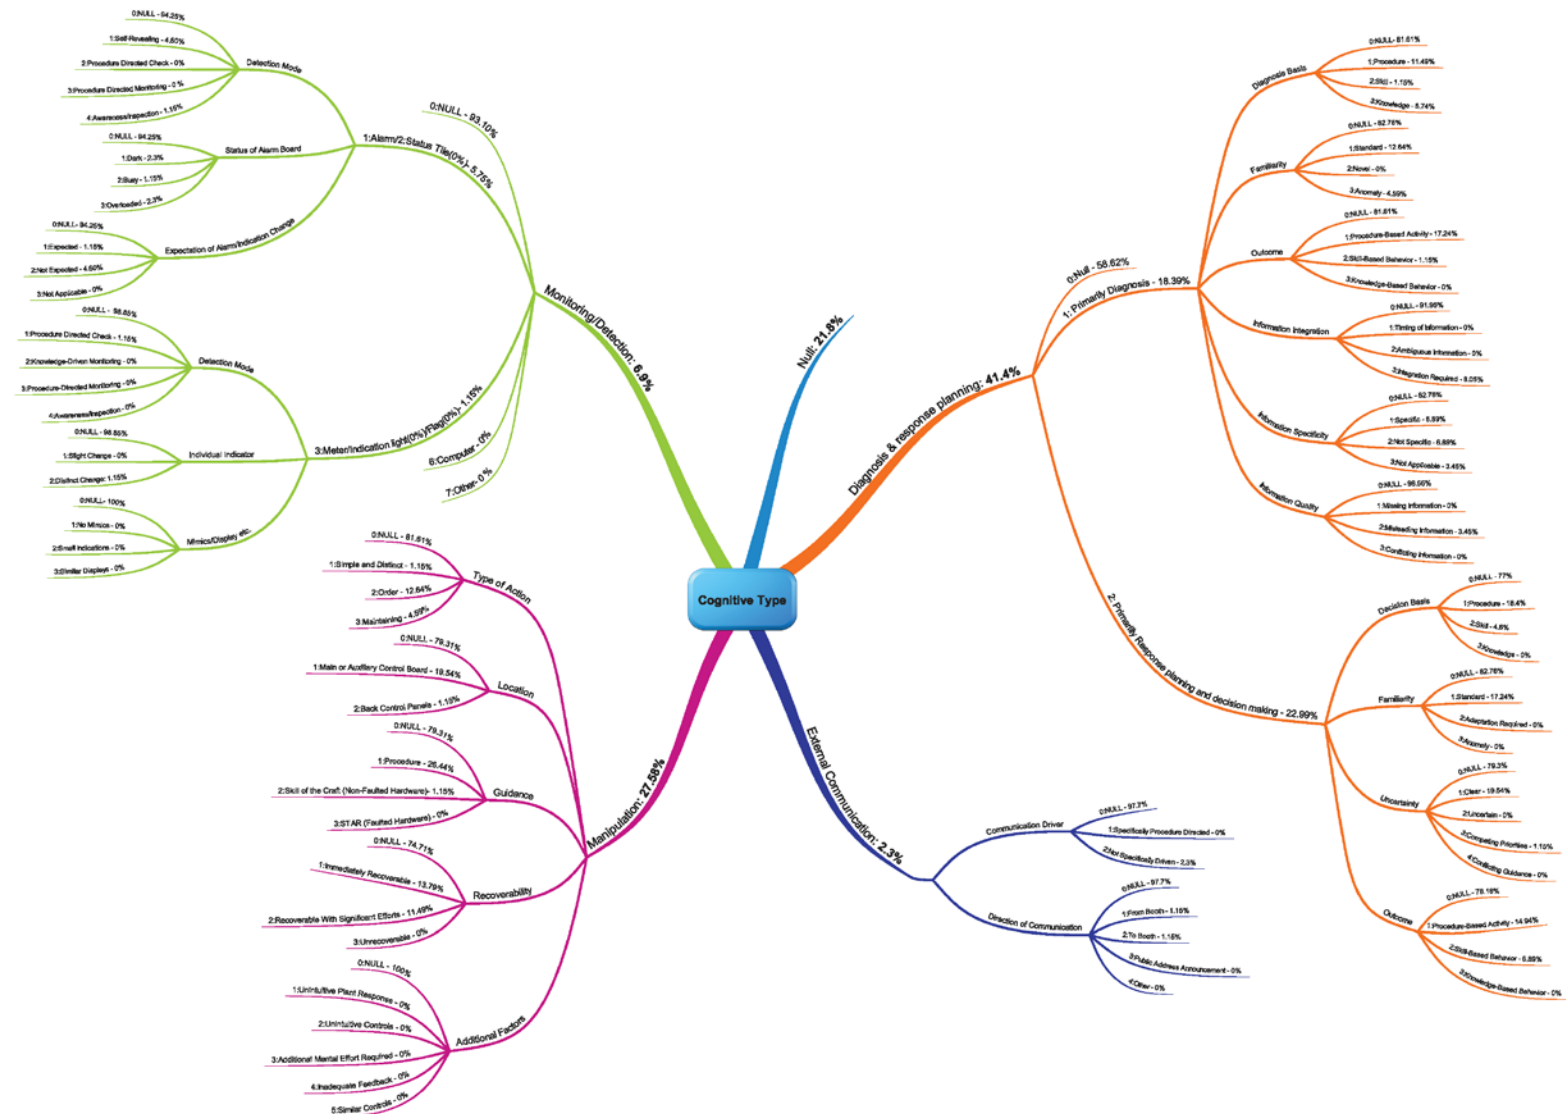 Cognitive Type
Null: 21.8%
Monitoring/Detection: 6.9%
0:NULL - 93.10%
1:Alarm/2:Status Tile(0%)- 5.75%
Detection Mode
0:NULL - 94.25%
1:Self-Revealing - 4.60%
2:Procedure Directed Check - 0%
3:Procedure Directed Monitoring - 0 %
4:Awareness/Inspection - 1.15%
Status of Alarm Board
0:NULL - 94.25%
1:Dark - 2.3%
2:Busy - 1.15%
3:Overloaded - 2.3%
Expectation of Alarm/Indication Change
0:NULL- 94.25%
1:Expected - 1.15%
2:Not Expected - 4.60%
3:Not Applicable - 0%
3:Meter/Indication light(0%)/Flag(0%)- 1.15%
Detection Mode
0:NULL - 98.85%
1:Procedure Directed Check - 1.15%
2:Knowledge-Driven Monitoring - 0%
3:Procedure-Directed Monitoring - 0%
4:Awareness/Inspection - 0%
Individual Indicator
0:NULL - 98.85%
1:Slight Change - 0%
2:Distinct Change: 1.15%
Mimics/Display etc.
0:NULL - 100%
1:No Mimics - 0%
2:Small Indications - 0%
3:Similar Displays - 0%
6:Computer - 0%
7:Other- 0 %
Diagnosis & response planning: 41.4%
0:Null - 58.62%
1: Primarily Diagnosis - 18.39%
Diagnosis Basis
0:NULL- 81.61%
1:Procedure - 11.49%
2:Skill - 1.15%
3:Knowledge - 5.74%
Familiarity
0:NULL - 82.76%
1:Standard - 12.64%
2:Novel - 0%
3:Anomaly - 4.59%
Outcome
0:NULL - 81.61%
1:Procedure-Based Activity - 17.24%
2:Skill-Based Behavior - 1.15%
3:Knowledge-Based Behavior - 0%
Information Integration
0:NULL - 91.95%
1:Timing of Information - 0%
2:Ambiguous Information - 0%
3:Integration Required - 8.05%
Information Specificity
0:NULL - 82.76%
1:Specific - 6.89%
2:Not Specific - 6.89%
3:Not Applicable - 3.45%
Information Quality
0:NULL - 96.55%
1:Missing Information - 0%
2:Misleading Information - 3.45%
3:Conflicting Information - 0%
2: Primarily Response planning and decision making - 22.99%
Decision Basis
0:NULL - 77%
1:Procedure - 18.4%
2:Skill - 4.6%
3:Knowledge - 0%
Familiarity
0:NULL - 82.76%
1:Standard - 17.24%
2:Adaptation Required - 0%
3:Anomely - 0%
Uncertainty
0:NULL - 79.3%
1:Clear - 19.54%
2:Uncertain - 0%
3:Competing Priorities - 1.15%
4:Conflicting Guidance - 0%
Outcome
0:NULL - 78.16%
1:Procedure-Based Activity - 14.94%
2:Skill-Based Behavior - 6.89%
3:Knowledge-Based Behavior - 0%
Manipulation: 27.58%
Type of Action
0:NULL - 81.61%
1:Simple and Distinct - 1.15%
2:Order - 12.64%
3:Maintaining - 4.59%
Location
0:NULL - 79.31%
1:Main or Auxiliary Control Board - 19.54%
2:Back Control Panels - 1.15%
Guidance
0:NULL - 79.31%
1:Procedure - 26.44%
2:Skill of the Craft (Non-Faulted Hardware)- 1.15%
3:STAR (Faulted Hardware) - 0%
Recoverability
0:NULL - 74.71%
1:Immediately Recoverable - 13.79%
2:Recoverable With Significant Efforts - 11.49%
3:Unrecoverable - 0%
Additional Factors
0:NULL - 100%
1:Unintuitive Plant Response - 0%
2:Unintuitive Controls - 0%
3:Additional Mental Effort Required - 0%
4:Inadequate Feedback - 0%
5:Similar Controls - 0%
External Communication: 2.3%
Communication Driver
0:NULL - 97.7%
1:Specifically Procedure Directed - 0%
2:Not Specifically Driven - 2.3%
Direction of Communication
0:NULL - 97.7%
1:From Booth - 1.15%
2:To Booth - 1.15%
3:Public Address Announcement - 0%
4:Other - 0%